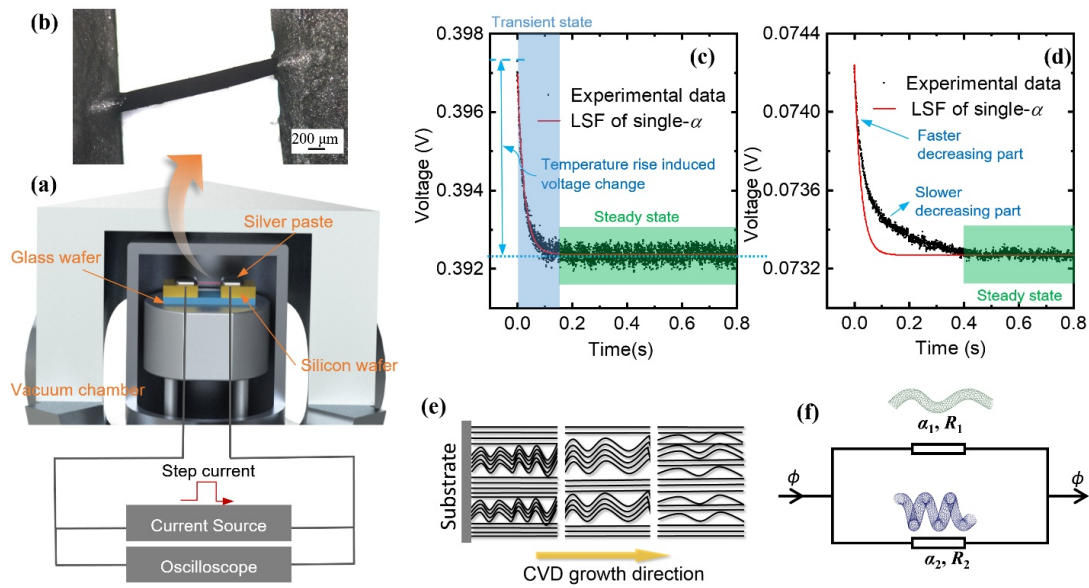 (b)
200 μm
(a)
Silver paste
Glass wafer
Silicon wafer
Vacuum chamber
Step current
Current Source
Oscilloscope
Transient state
(c)
0.398
0.396
0.394
0.392
Voltage (V)
Experimental data
LSF of single-α
Temperature rise induced
voltage change
Steady state
0.0 0.2 0.4 0.6 0.8
Time(s)
(d)
0.0744
0.0740
0.0736
0.0732
Voltage (V)
Experimental data
LSF of single-α
Faster
decreasing part
Slower
decreasing part
Steady state
0.0 0.2 0.4 0.6 0.8
Time (s)
(e)
Substrate
CVD growth direction
(f)
α1, R1
ϕ
ϕ
α2, R2